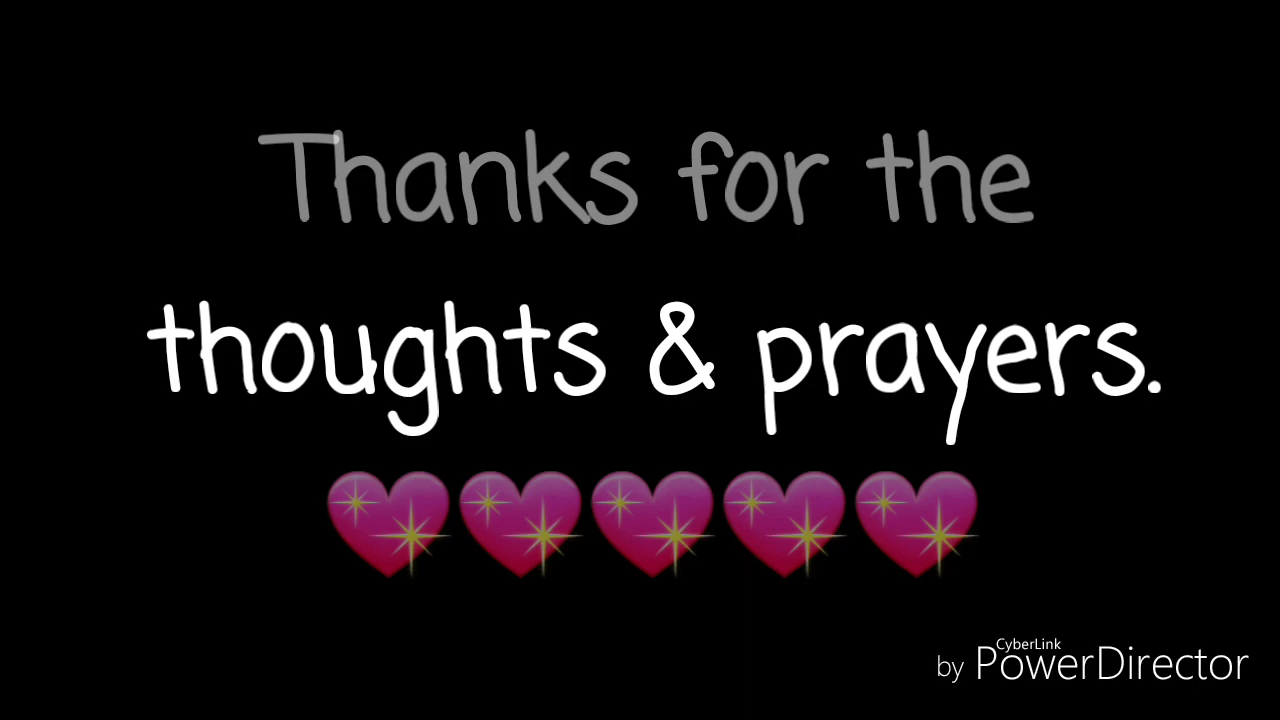 Thanks for the
thoughts & prayers.
💖💖💖💖💖
CyberLink
by PowerDirector